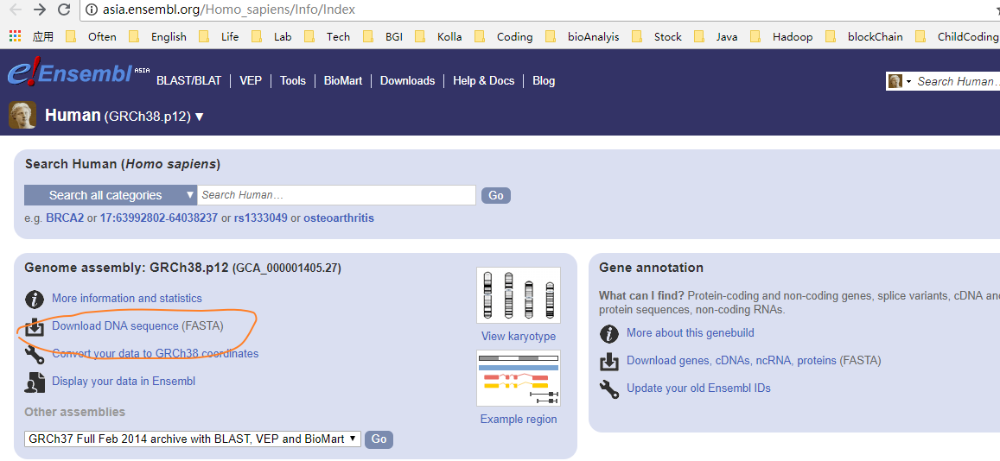 asia.ensembl.org/Homo_sapiens/Info/Index
应用 Often English Life Lab Tech BGI Kolla Coding bioAnalyis Stock Java Hadoop blockChain ChildCoding
e!Ensembl ASIA BLAST/BLAT VEP Tools BioMart Downloads Help & Docs Blog
Search Human…
Human (GRCh38.p12) ▼
Search Human (Homo sapiens)
Search all categories ▼ Search Human… Go
e.g. BRCA2 or 17:63992802-64038237 or rs1333049 or osteoarthritis
Genome assembly: GRCh38.p12 (GCA_000001405.27)
More information and statistics
Download DNA sequence (FASTA)
Convert your data to GRCh38 coordinates
Display your data in Ensembl
View karyotype
Example region
Other assemblies
GRCh37 Full Feb 2014 archive with BLAST, VEP and BioMart ▼ Go
Gene annotation
What can I find? Protein-coding and non-coding genes, splice variants, cDNA and
protein sequences, non-coding RNAs.
More about this genebuild
Download genes, cDNAs, ncRNA, proteins (FASTA)
Update your old Ensembl IDs